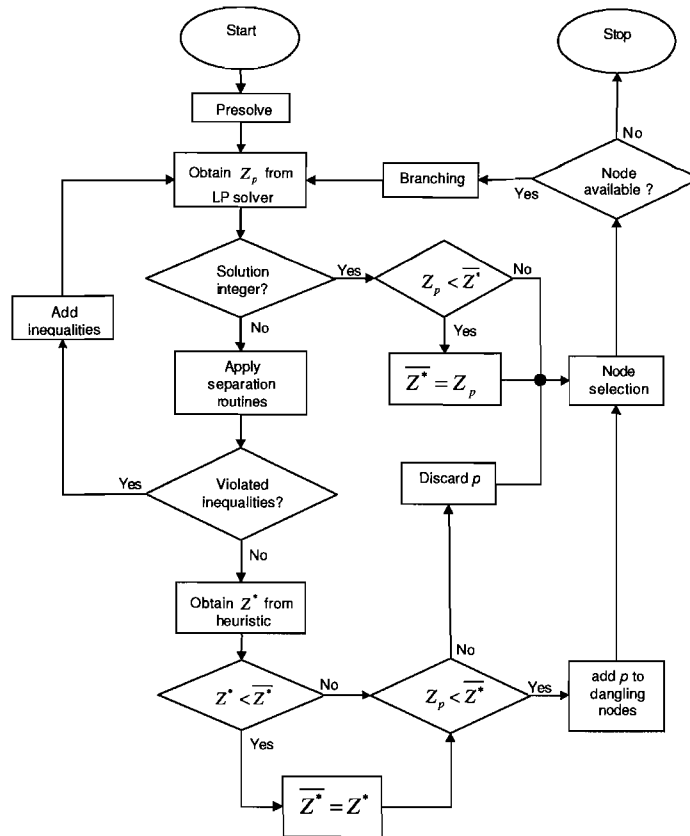 Start
Stop
Presolve
Obtain Z_p from
LP solver
Branching
Yes
No
Node
available ?
Solution
integer?
Yes
Z_p < \overline{Z^*}
No
No
Yes
Add
inequalities
Apply
separation
routines
\overline{Z^*} = Z_p
Node
selection
Yes
Violated
inequalities?
Discard p
No
Obtain Z^* from
heuristic
No
Z^* < \overline{Z^*}
No
Z_p < \overline{Z^*}
Yes
add p to
dangling
nodes
Yes
\overline{Z^*} = Z^*